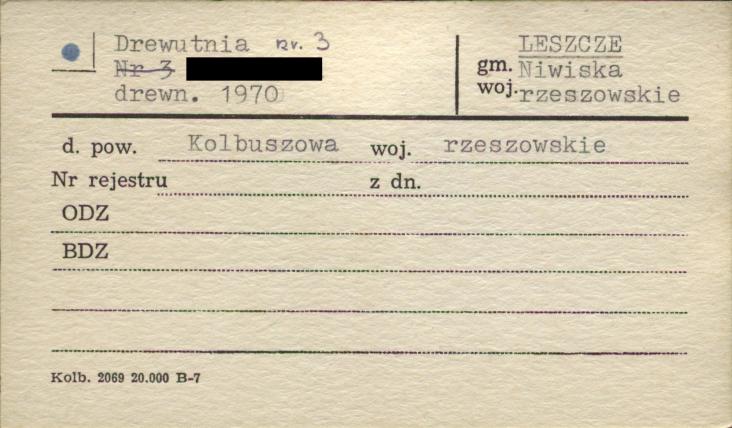 Drewutnia nr. 3
Nr 3
drewn. 1970
LESZCZE
gm. Niwiska
woj. rzeszowskie
d. pow. Kolbuszowa woj. rzeszowskie
Nr rejestru z dn.
ODZ
BDZ
Kolb. 2069 20.000 B-7